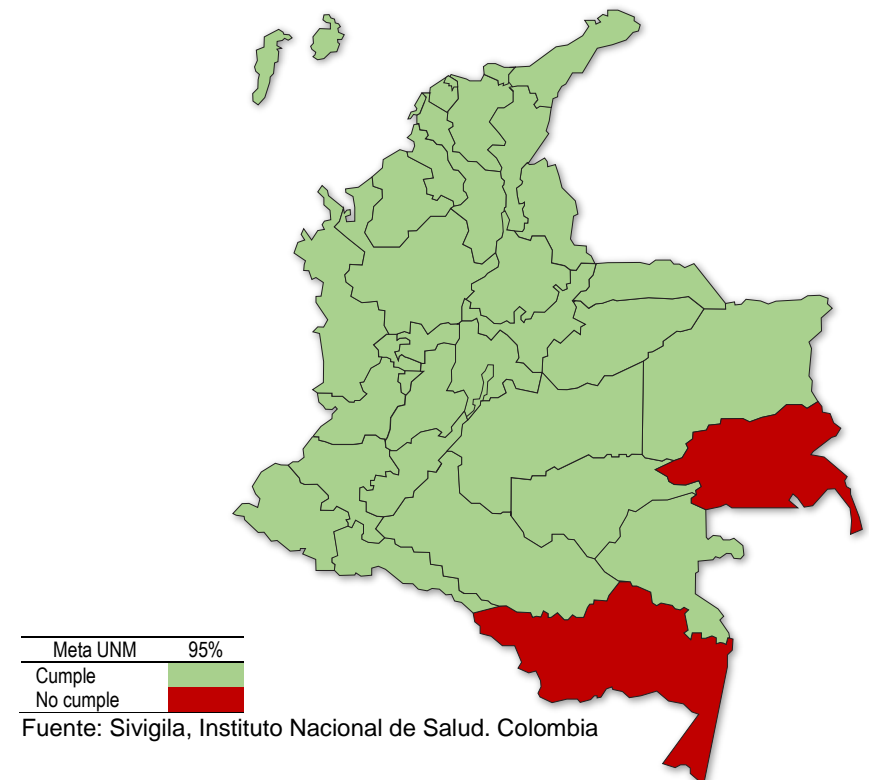 Meta UNM 95%
Cumple
No cumple
Fuente: Sivigila, Instituto Nacional de Salud. Colombia